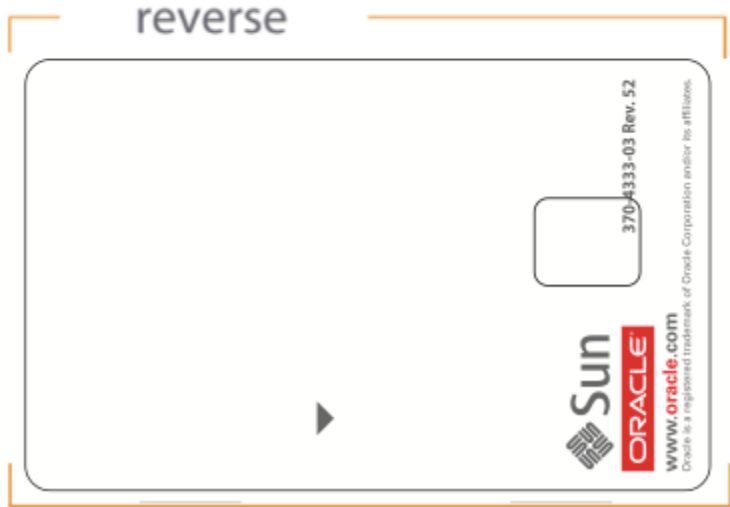 reverse
370-4333-03 Rev. 52
Sun
ORACLE
www.oracle.com
Oracle is a registered trademark of Oracle Corporation and/or its affiliates.